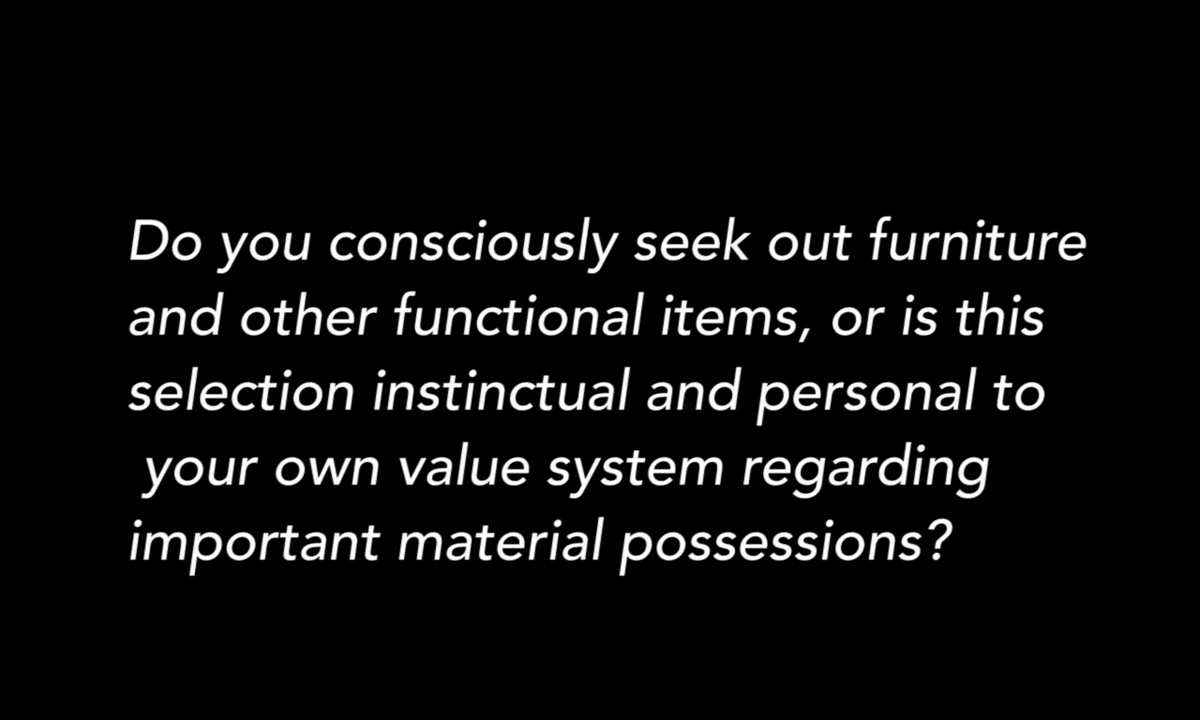 Do you consciously seek out furniture
and other functional items, or is this
selection instinctual and personal to
your own value system regarding
important material possessions?